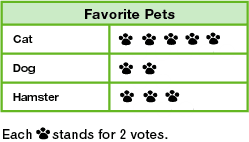 Favorite Pets
Cat
Dog
Hamster
Each stands for 2 votes.